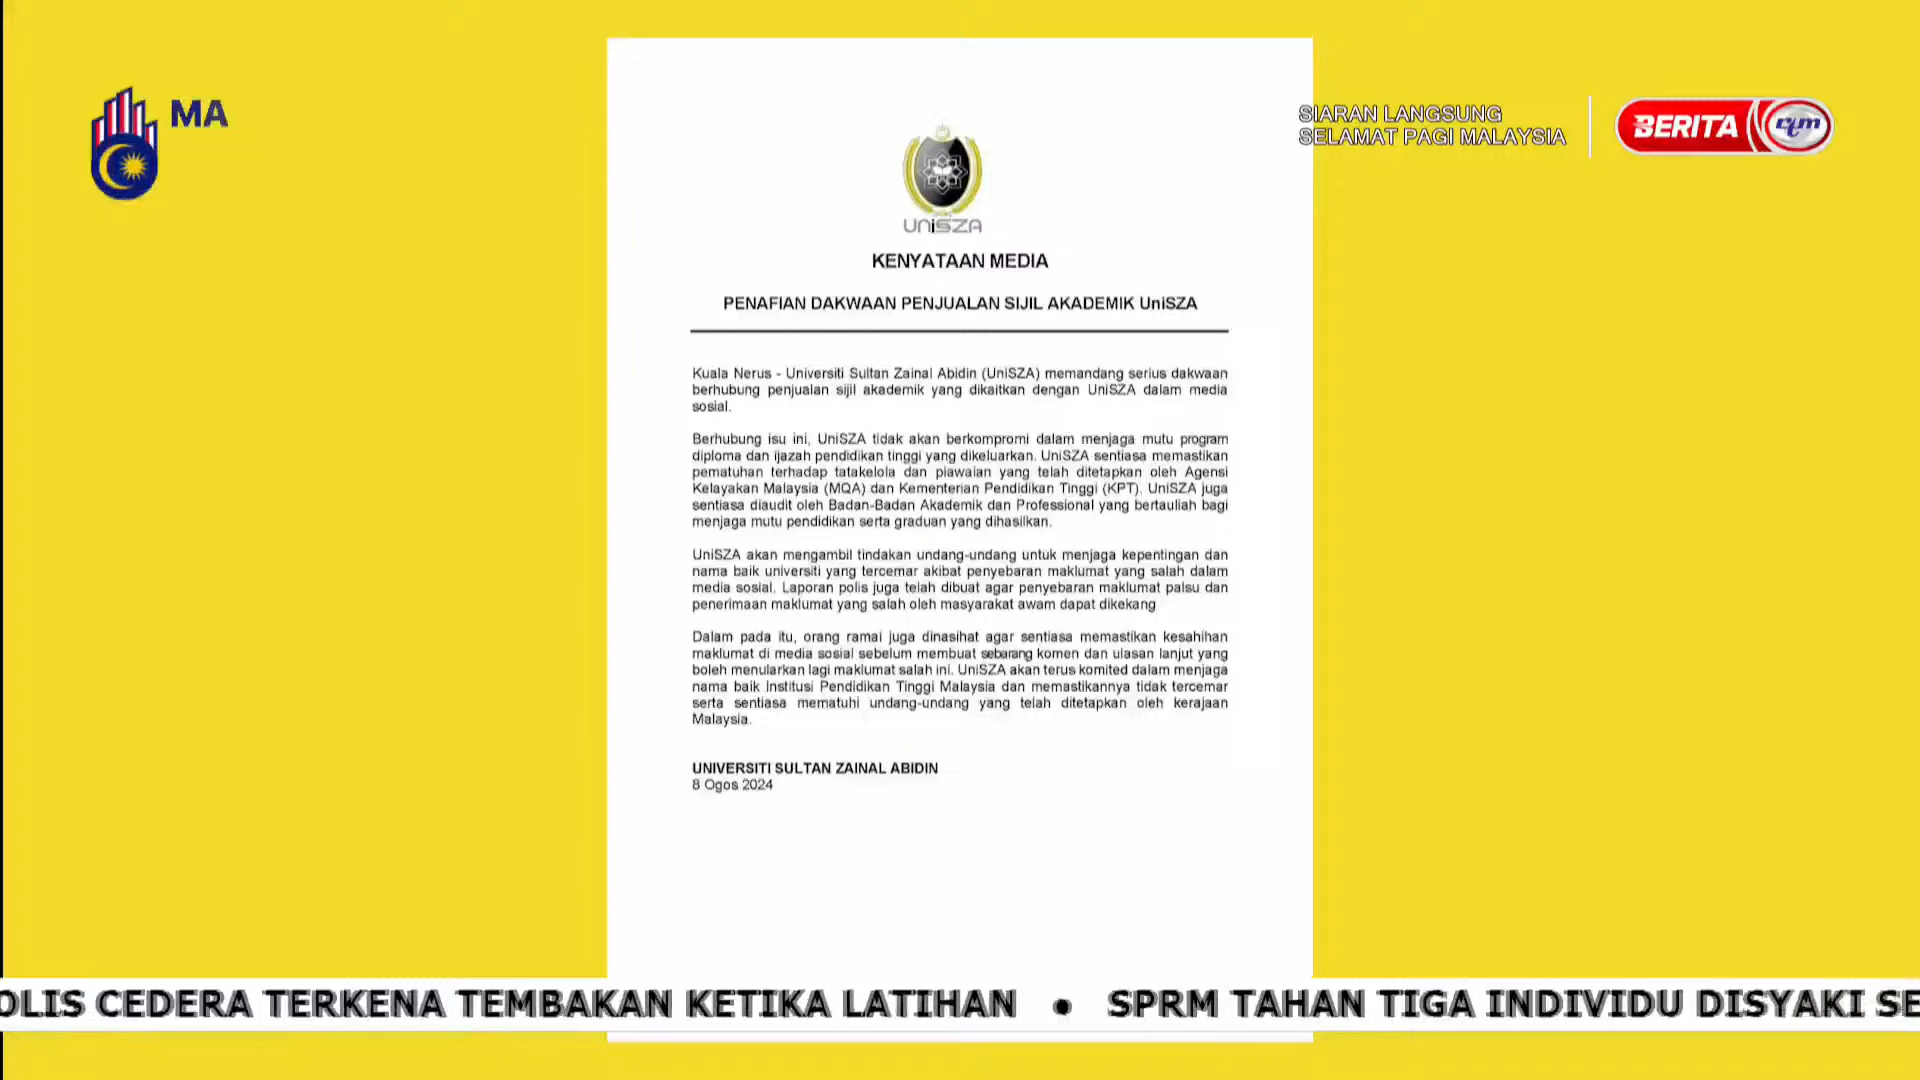 MA
SIARAN LANGSUNG
SELAMAT PAGI MALAYSIA
BERITA rtm
UniSZA
KENYATAAN MEDIA
PENAFIAN DAKWAAN PENJUALAN SIJIL AKADEMIK UniSZA
Kuala Nerus - Universiti Sultan Zainal Abidin (UniSZA) memandang serius dakwaan
berhubung penjualan sijil akademik yang dikaitkan dengan UniSZA dalam media
sosial.
Berhubung isu ini, UniSZA tidak akan berkompromi dalam menjaga mutu program
diploma dan ijazah pendidikan tinggi yang dikeluarkan. UniSZA sentiasa memastikan
pematuhan terhadap tatakelola dan piawaian yang telah ditetapkan oleh Agensi
Kelayakan Malaysia (MQA) dan Kementerian Pendidikan Tinggi (KPT). UniSZA juga
sentiasa diaudit oleh Badan-Badan Akademik dan Professional yang bertauliah bagi
menjaga mutu pendidikan serta graduan yang dihasilkan.
UniSZA akan mengambil tindakan undang-undang untuk menjaga kepentingan dan
nama baik universiti yang tercemar akibat penyebaran maklumat yang salah dalam
media sosial. Laporan polis juga telah dibuat agar penyebaran maklumat palsu dan
penerimaan maklumat yang salah oleh masyarakat awam dapat dikekang
Dalam pada itu, orang ramai juga dinasihat agar sentiasa memastikan kesahihan
maklumat di media sosial sebelum membuat sebarang komen dan ulasan lanjut yang
boleh menularkan lagi maklumat salah ini. UniSZA akan terus komited dalam menjaga
nama baik Institusi Pendidikan Tinggi Malaysia dan memastikannya tidak tercemar
serta sentiasa mematuhi undang-undang yang telah ditetapkan oleh kerajaan
Malaysia.
UNIVERSITI SULTAN ZAINAL ABIDIN
8 Ogos 2024
OLIS CEDERA TERKENA TEMBAKAN KETIKA LATIHAN • SPRM TAHAN TIGA INDIVIDU DISYAKI SE